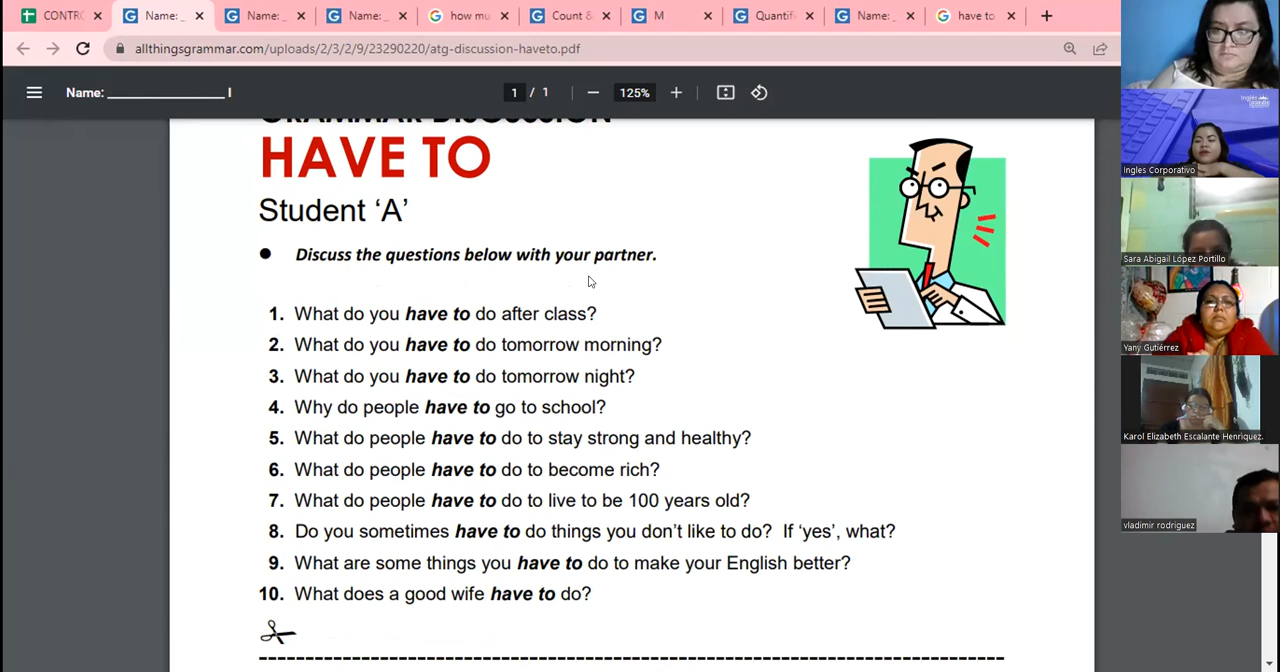 CONTRO
Name: _
Name: _
Name: _
how mu
Count &
M
Quantif
Name: _
have to
allthingsgrammar.com/uploads/2/3/2/9/23290220/atg-discussion-haveto.pdf
Name: ________________ I
1 / 1
125%
GRAMMAR DISCUSSION
HAVE TO
Student ‘A’
● Discuss the questions below with your partner.
1. What do you have to do after class?
2. What do you have to do tomorrow morning?
3. What do you have to do tomorrow night?
4. Why do people have to go to school?
5. What do people have to do to stay strong and healthy?
6. What do people have to do to become rich?
7. What do people have to do to live to be 100 years old?
8. Do you sometimes have to do things you don’t like to do? If ‘yes’, what?
9. What are some things you have to do to make your English better?
10. What does a good wife have to do?
Ingles Corporativo
Sara Abigail López Portillo
Yany Gutiérrez
Karol Elizabeth Escalante Henriquez.
vladimir rodriguez